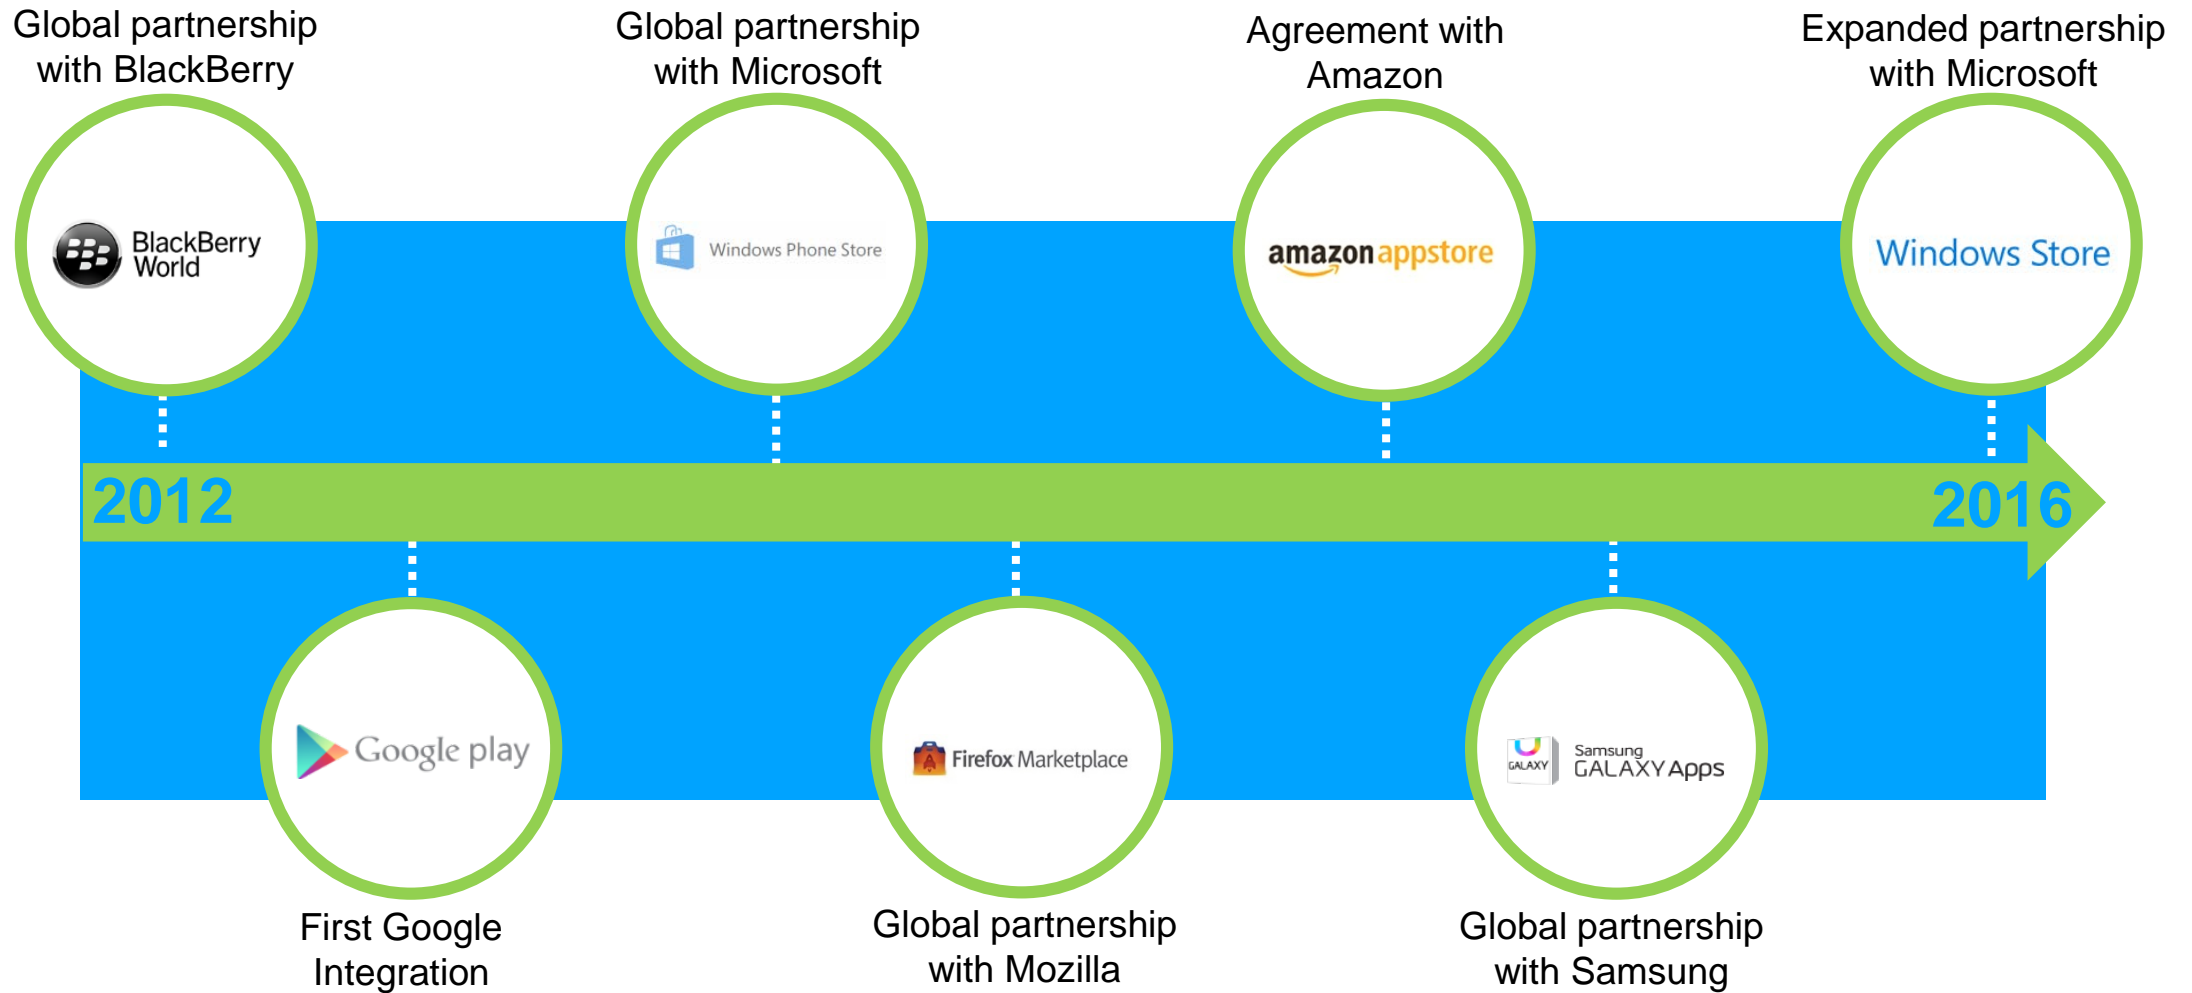 Global partnership
with BlackBerry
Global partnership
with Microsoft
Agreement with
Amazon
Expanded partnership
with Microsoft
BlackBerry
World
Windows Phone Store
amazon appstore
Windows Store
2012
2016
Google play
Firefox Marketplace
GALAXY
Samsung
GALAXY Apps
First Google
Integration
Global partnership
with Mozilla
Global partnership
with Samsung